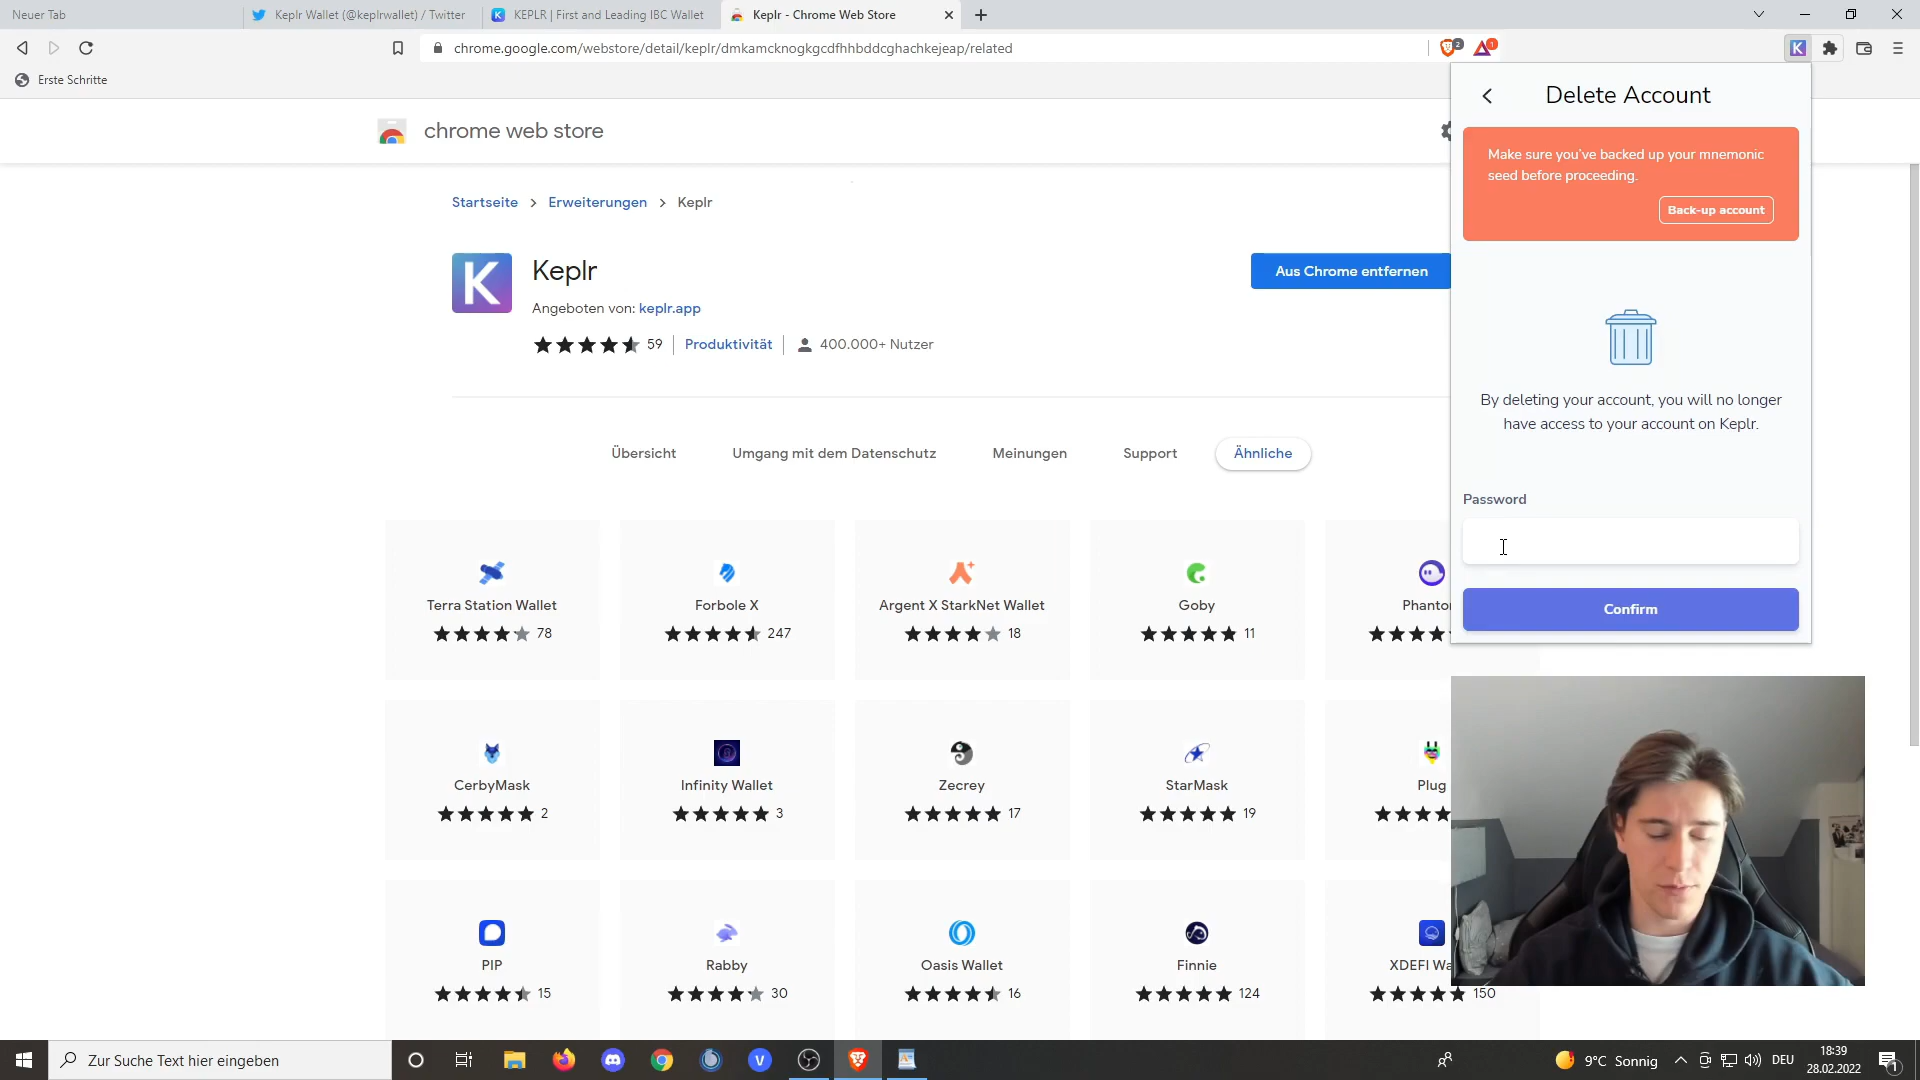 Neuer Tab
Keplr Wallet (@keplrwallet) / Twitter
KEPLR | First and Leading IBC Wallet
Keplr - Chrome Web Store
chrome.google.com/webstore/detail/keplr/dmkamcknogkgcdfhhbddcghachkejeap/related
2
1
Erste Schritte
chrome web store
Startseite > Erweiterungen > Keplr
Keplr
Aus Chrome entfernen
Angeboten von: keplr.app
59 Produktivität 400.000+ Nutzer
Übersicht Umgang mit dem Datenschutz Meinungen Support Ähnliche
Terra Station Wallet
78
Forbole X
247
Argent X StarkNet Wallet
18
Goby
11
CerbyMask
2
Infinity Wallet
3
Zecrey
17
StarMask
19
Plug
PIP
15
Rabby
30
Oasis Wallet
16
Finnie
124
XDEFI
150
Delete Account
Make sure you've backed up your mnemonic
seed before proceeding.
Back-up account
By deleting your account, you will no longer
have access to your account on Keplr.
Password
Confirm
Zur Suche Text hier eingeben
9°C Sonnig
DEU
18:39
28.02.2022
1